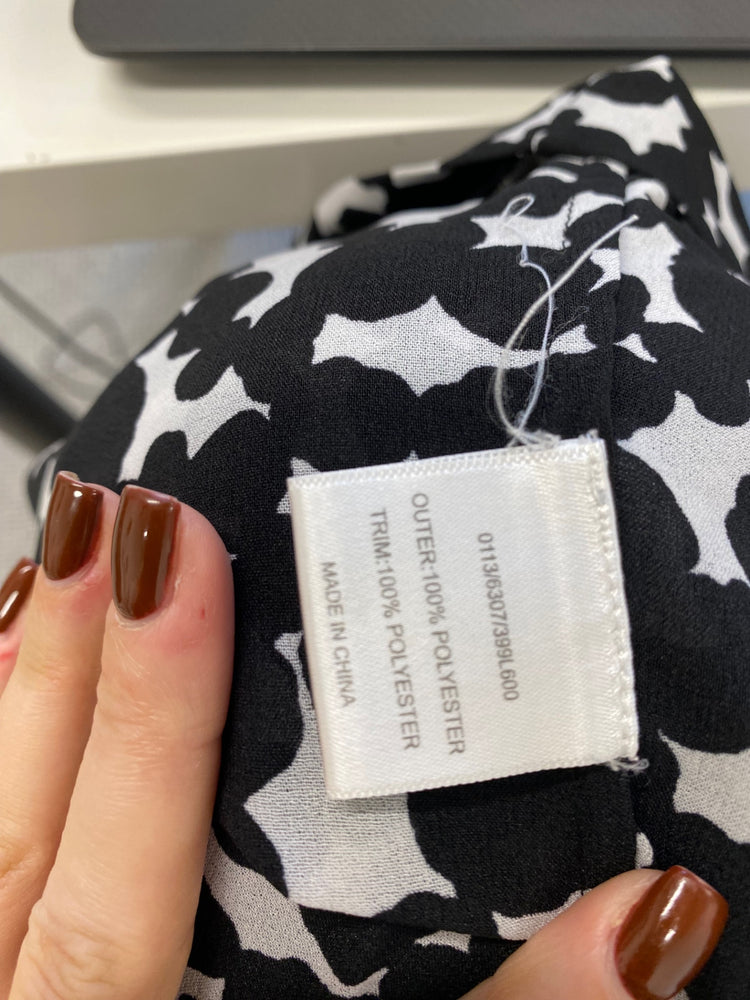 0113/6307/399L600
OUTER:100% POLYESTER
TRIM:100% POLYESTER
MADE IN CHINA